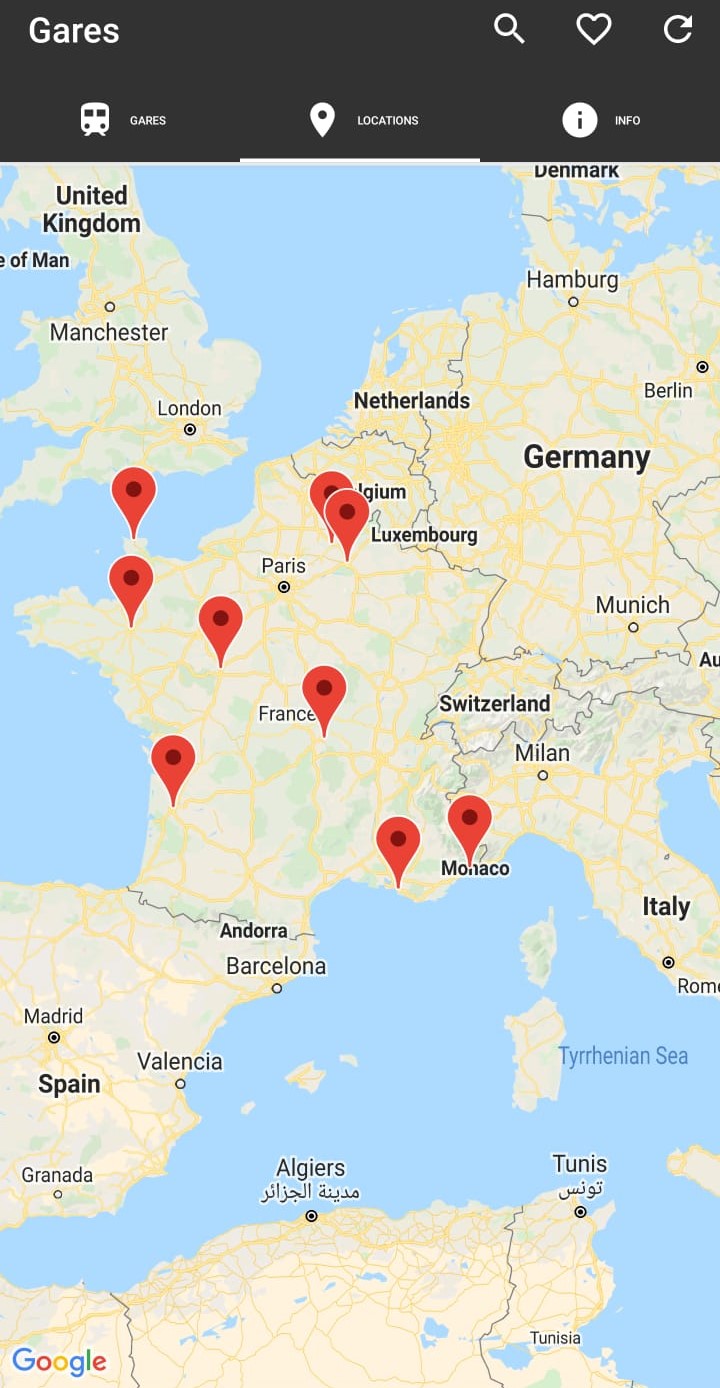 Gares
GARES
LOCATIONS
INFO
Denmark
United
Kingdom
e of Man
Hamburg
Manchester
Berlin
London
Netherlands
Germany
lgium
Luxembourg
Paris
Munich
Au
Switzerland
France
Milan
Monaco
Italy
Andorra
Barcelona
Rome
Madrid
Valencia
Tyrrhenian Sea
Spain
Algiers
مدينة الجزائر
Tunis
تونس
Granada
Tunisia
Google